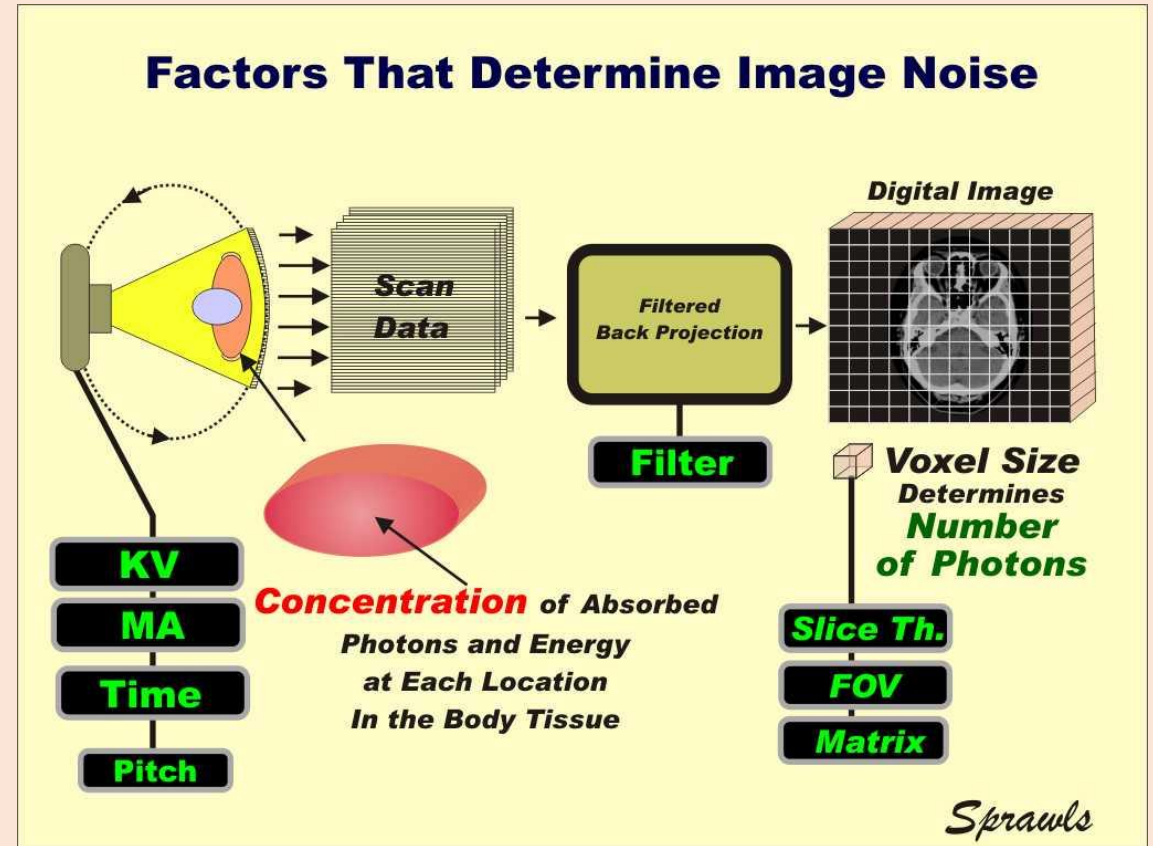 Factors That Determine Image Noise
Digital Image
Scan
Data
Filtered
Back Projection
Filter
Voxel Size
Determines
Number
of Photons
KV
MA
Time
Pitch
Concentration of Absorbed
Photons and Energy
at Each Location
In the Body Tissue
Slice Th.
FOV
Matrix
Sprawls